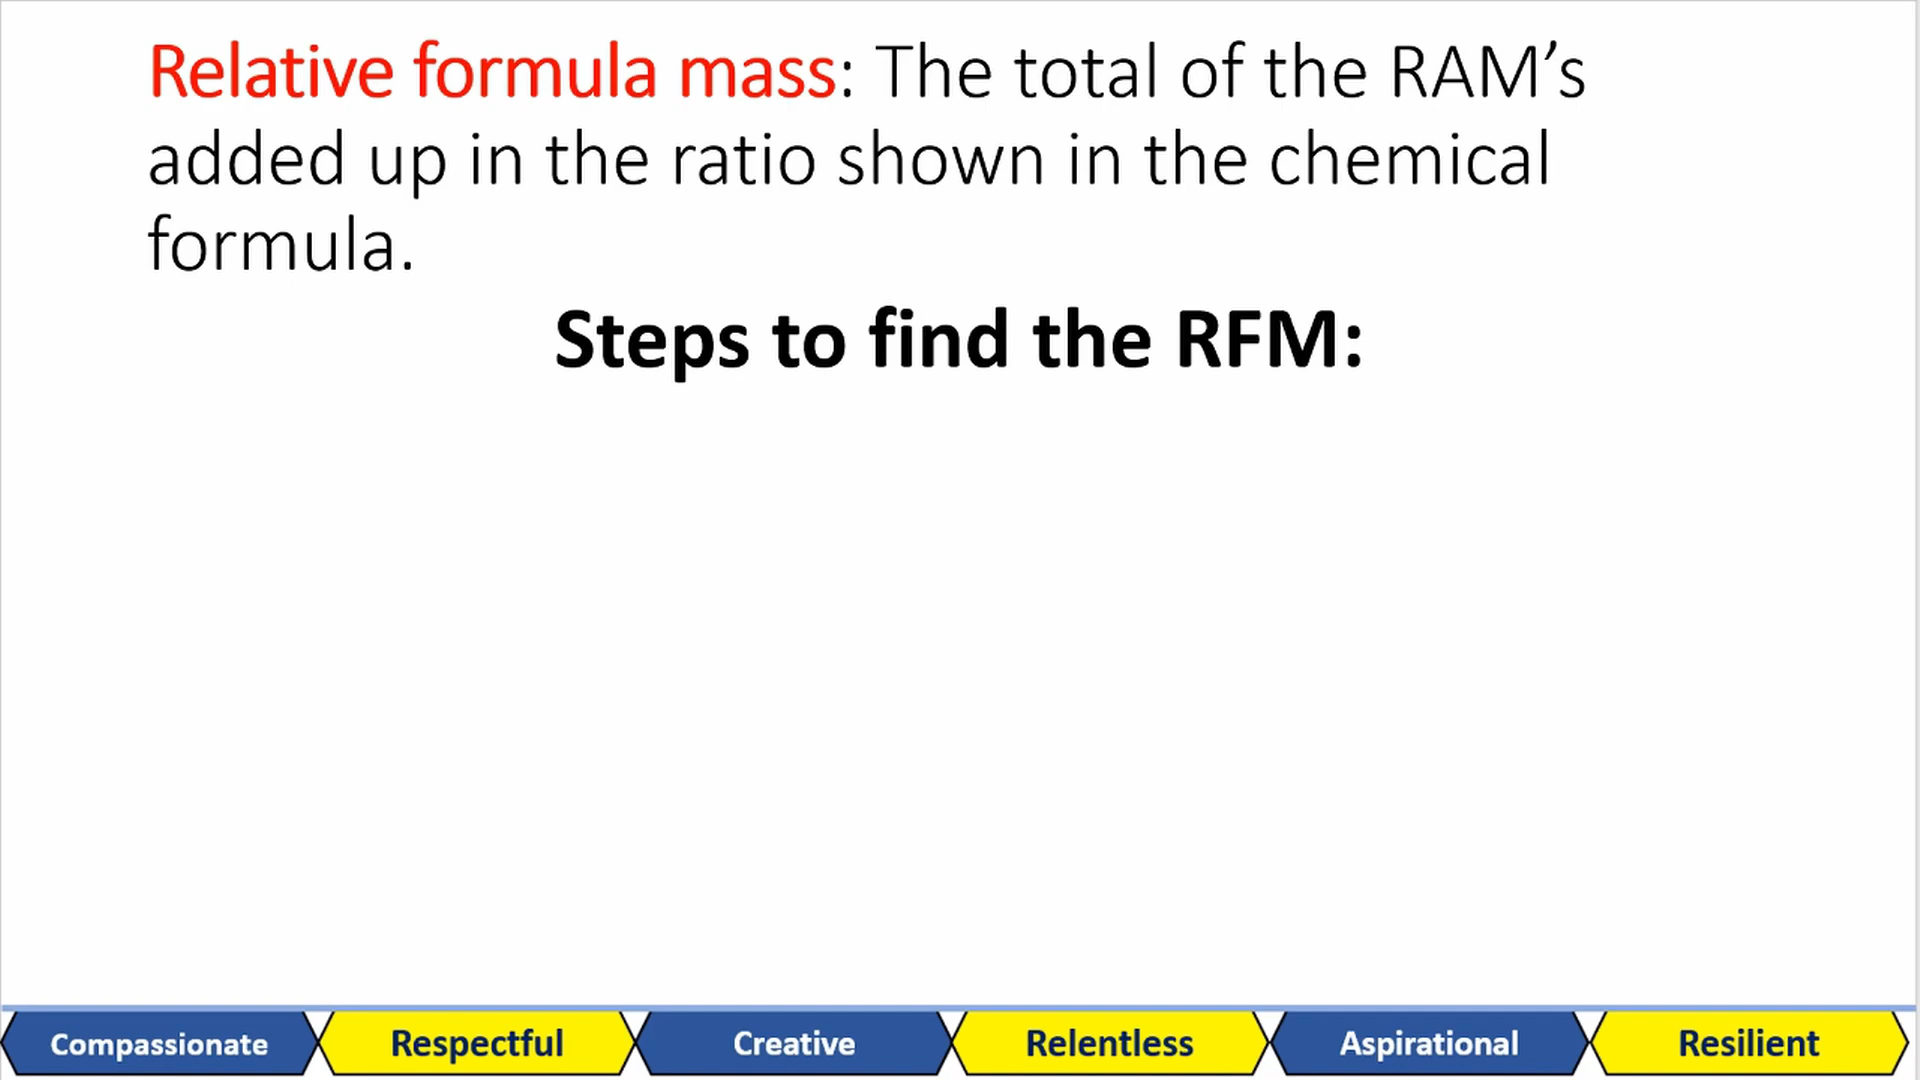 Relative formula mass: The total of the RAM’s
added up in the ratio shown in the chemical
formula.
Steps to find the RFM:
Compassionate Respectful Creative Relentless Aspirational Resilient